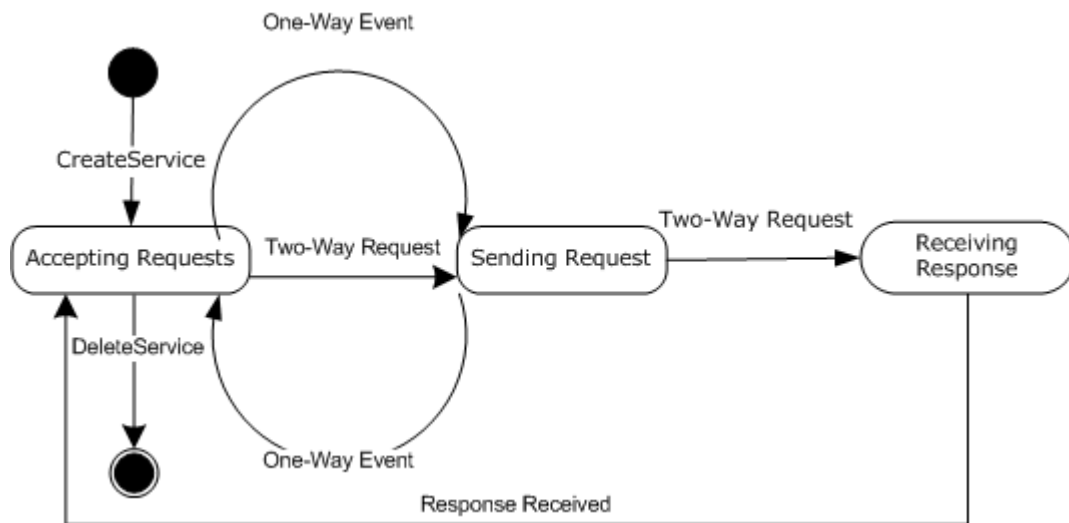 One-Way Event
CreateService
Accepting Requests
Two-Way Request
Sending Request
Two-Way Request
Receiving
Response
DeleteService
One-Way Event
Response Received